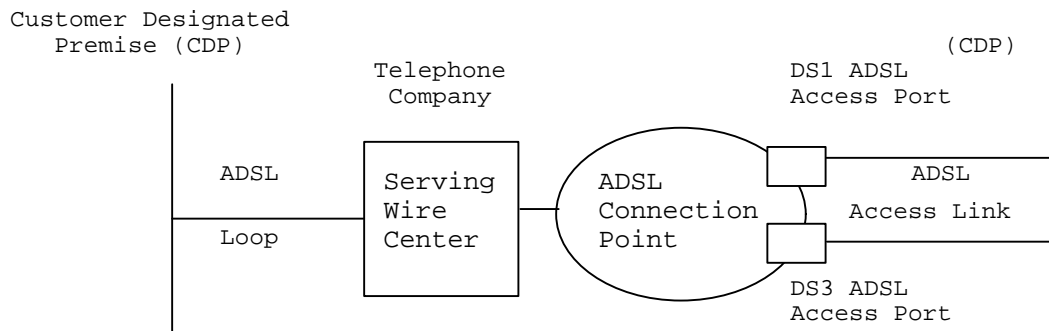 Customer Designated
Premise (CDP)
(CDP)
Telephone
Company
DS1 ADSL
Access Port
ADSL
Loop
Serving
Wire
Center
ADSL
Connection
Point
ADSL
Access Link
DS3 ADSL
Access Port